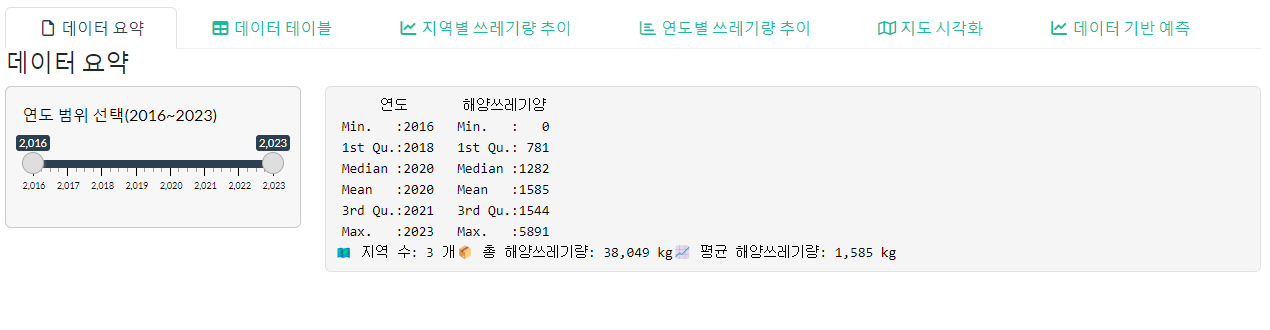 데이터 요약 데이터 테이블 지역별 쓰레기량 추이 연도별 쓰레기량 추이 지도 시각화 데이터 기반 예측
데이터 요약
연도 범위 선택(2016~2023)
2,016 2,023
2,016 2,017 2,018 2,019 2,020 2,021 2,022 2,023
연도 해양쓰레기양
Min. :2016 Min. : 0
1st Qu.:2018 1st Qu.: 781
Median :2020 Median :1282
Mean :2020 Mean :1585
3rd Qu.:2021 3rd Qu.:1544
Max. :2023 Max. :5891
🗺️ 지역 수: 3 개📦 총 해양쓰레기량: 38,049 kg📈 평균 해양쓰레기량: 1,585 kg